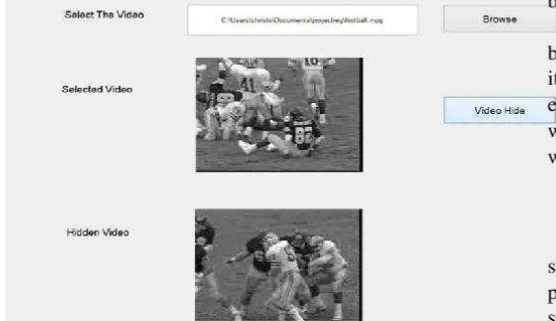 Select The Video
C:\Users\christo\Documents\project\eg\football.mpg
Browse
Selected Video
Video Hide
Hidden Video